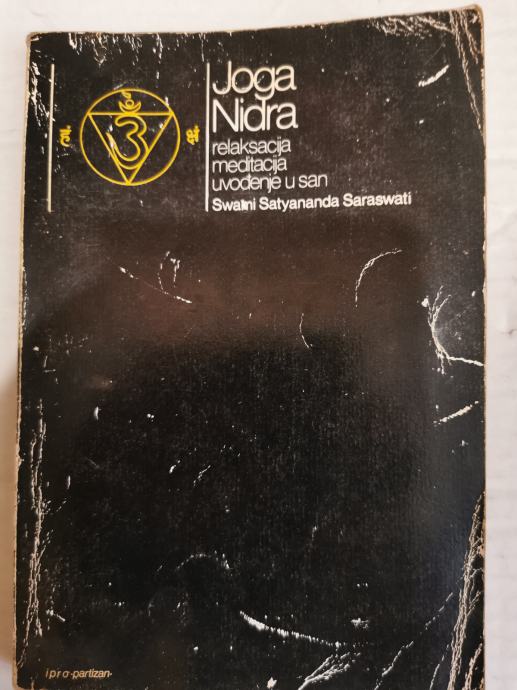 Joga
Nidra
relaksacija
meditacija
uvođenje u san
Swami Satyananda Saraswati
ipro-partizan-